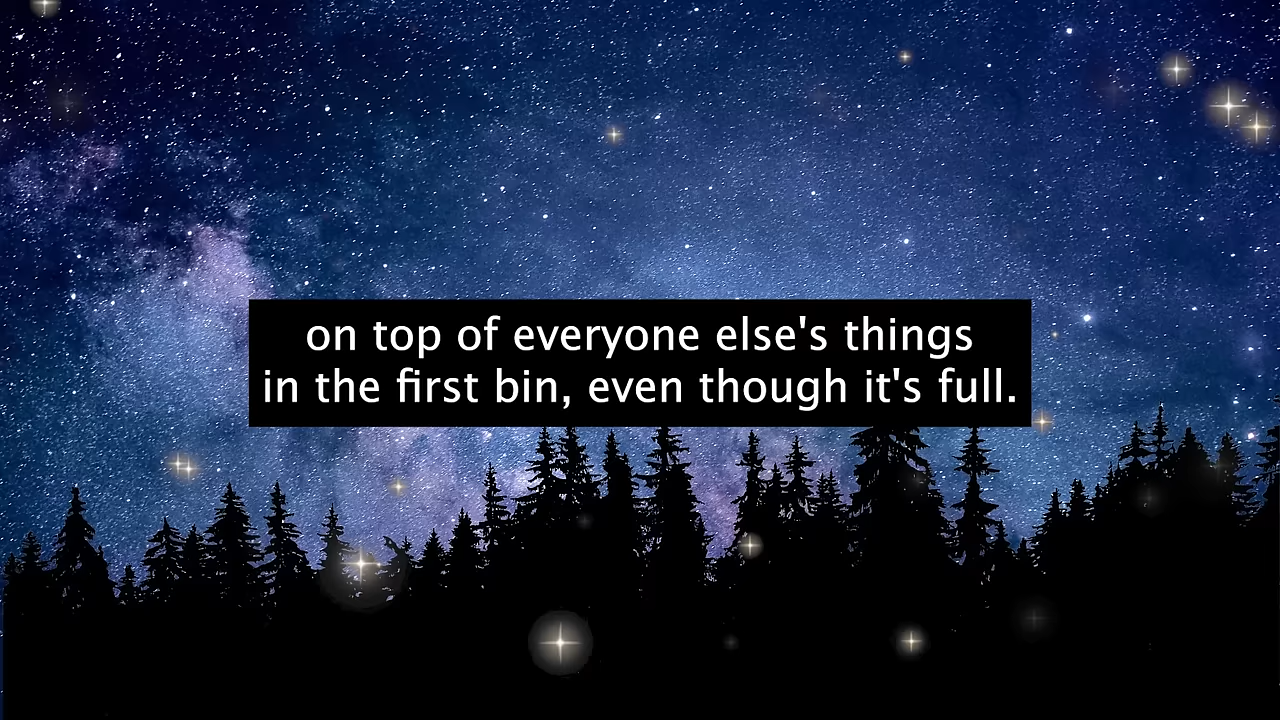 on top of everyone else's things
in the first bin, even though it's full.